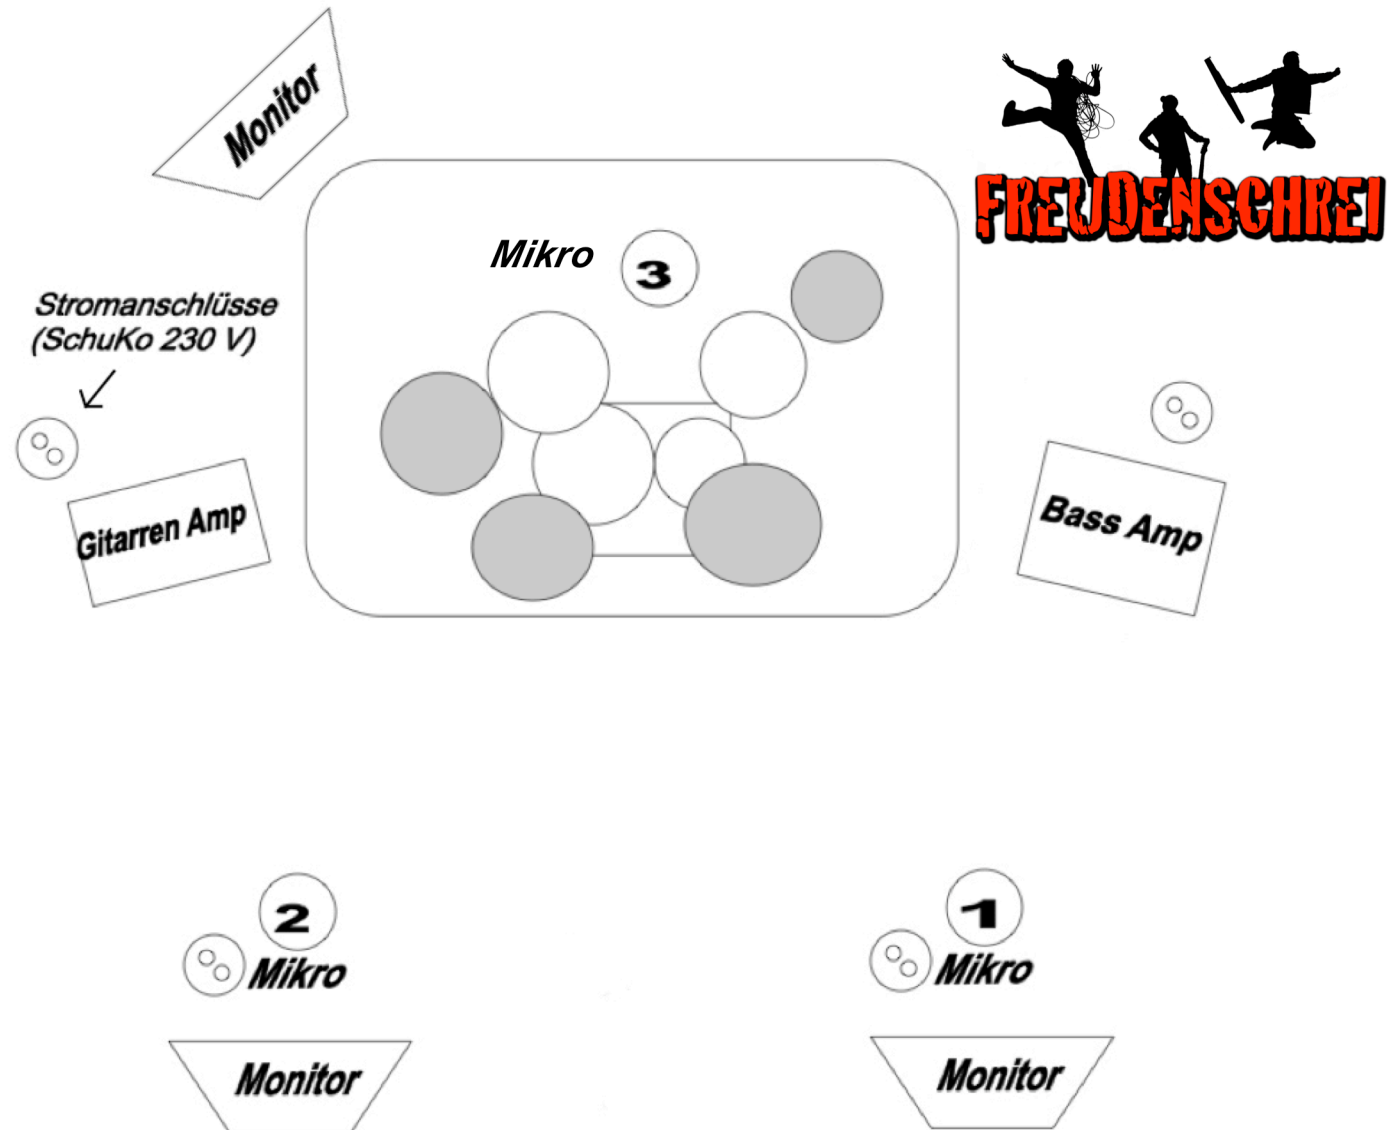 Monitor
FREUDENSCHREI
Mikro
3
Stromanschlüsse
(SchuKo 230 V)
Gitarren Amp
Bass Amp
2
Mikro
1
Mikro
Monitor
Monitor